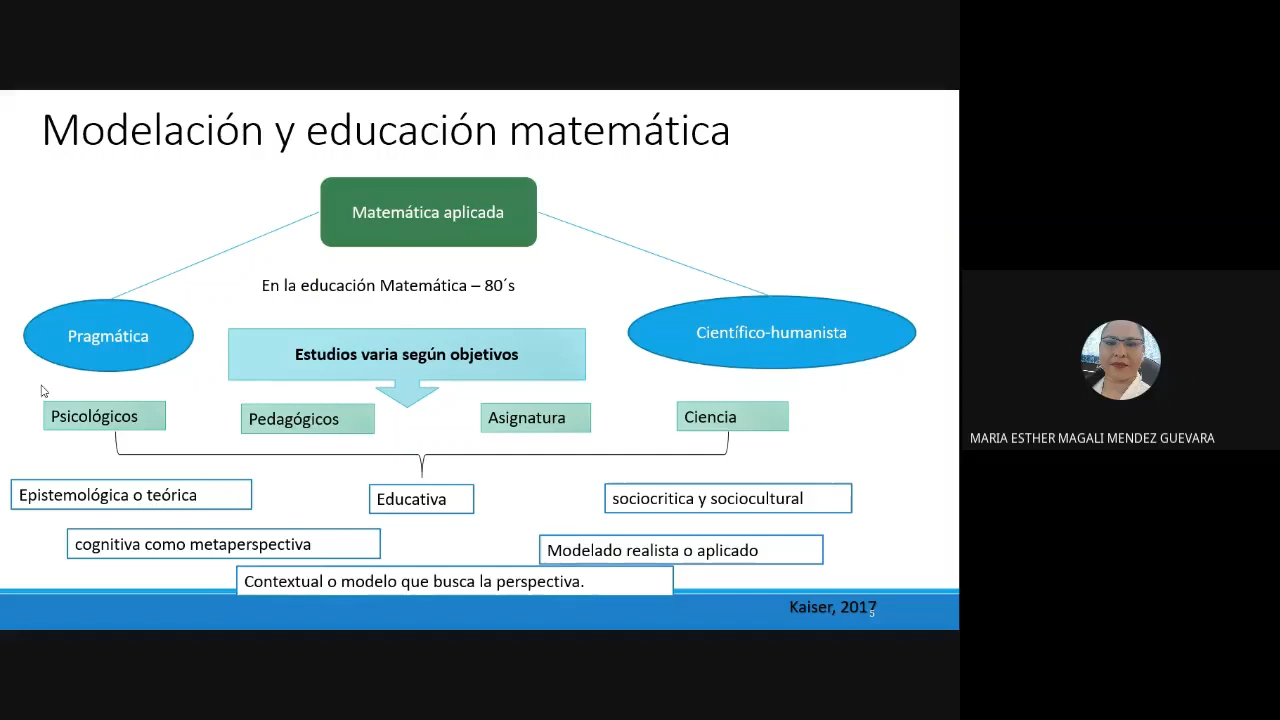 Modelación y educación matemática
Matemática aplicada
En la educación Matemática – 80´s
Pragmática
Científico-humanista
Estudios varia según objetivos
Psicológicos
Pedagógicos
Asignatura
Ciencia
Epistemológica o teórica
Educativa
sociocritica y sociocultural
cognitiva como metaperspectiva
Modelado realista o aplicado
Contextual o modelo que busca la perspectiva.
Kaiser, 2017
5
MARIA ESTHER MAGALI MENDEZ GUEVARA